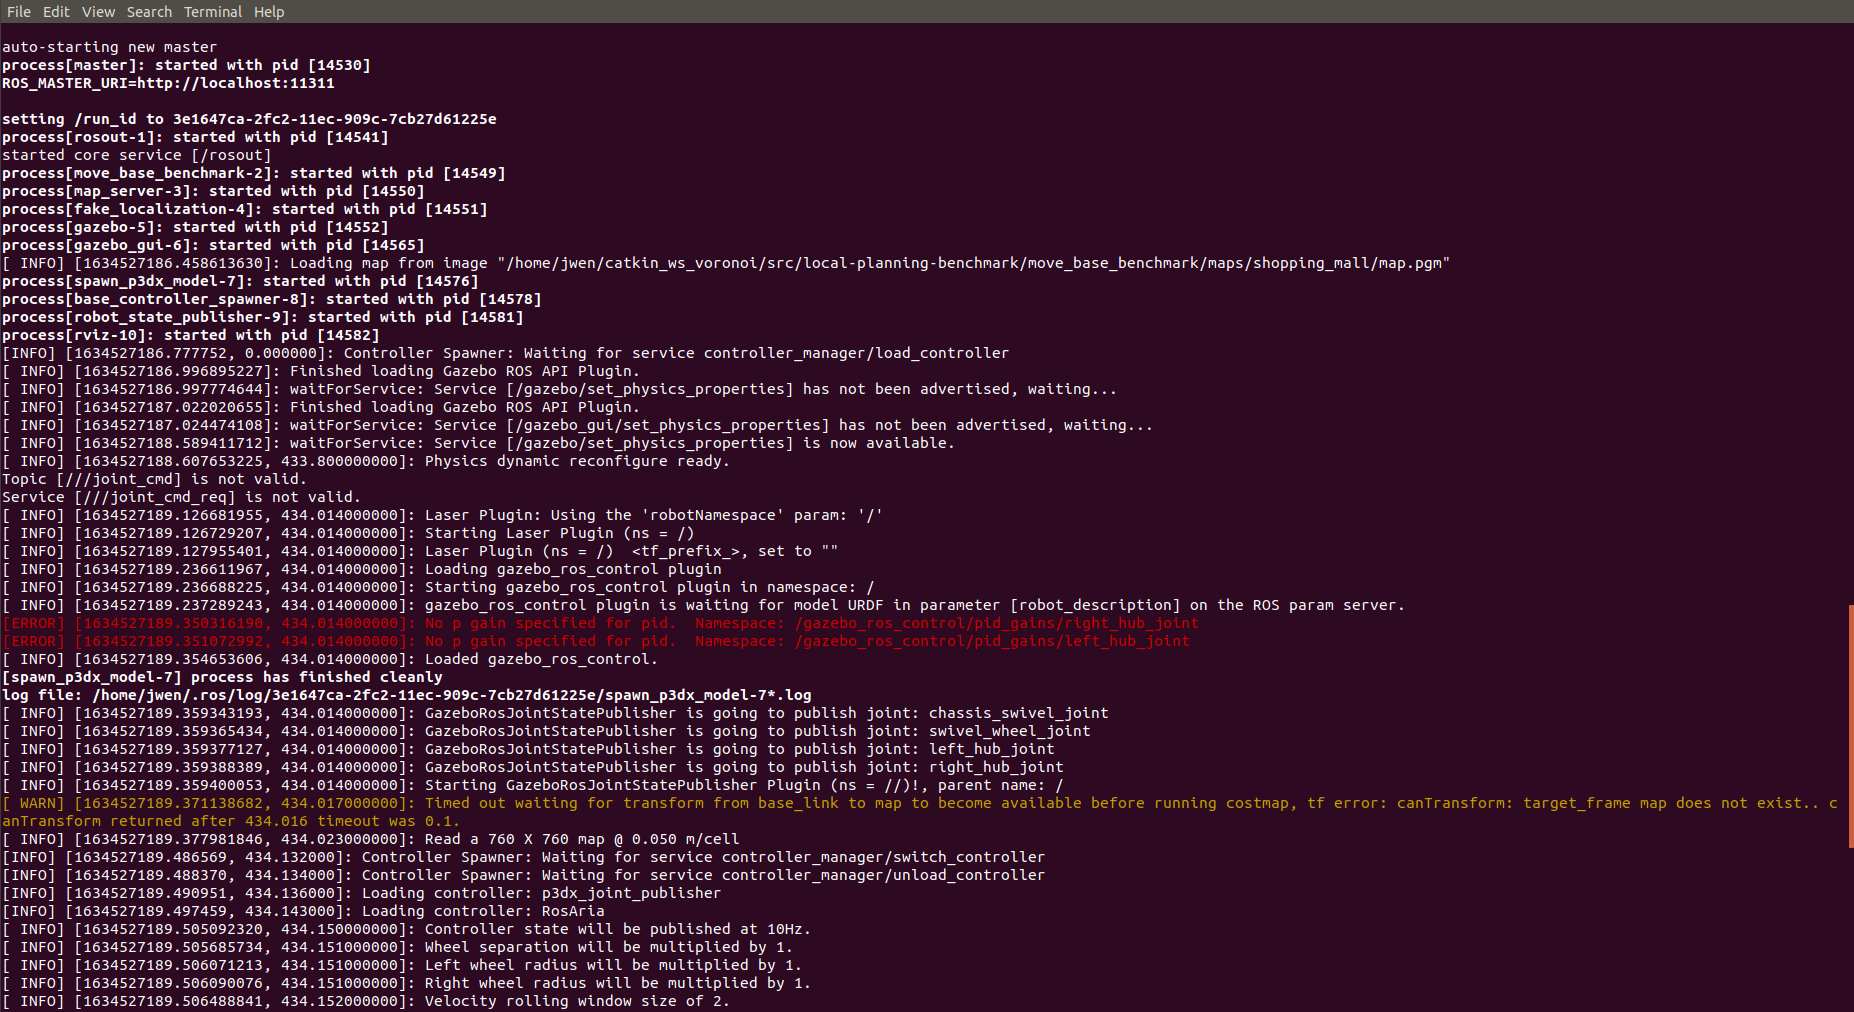 File Edit View Search Terminal Help
auto-starting new master
process[master]: started with pid [14530]
ROS_MASTER_URI=http://localhost:11311
setting /run_id to 3e1647ca-2fc2-11ec-909c-7cb27d61225e
process[rosout-1]: started with pid [14541]
started core service [/rosout]
process[move_base_benchmark-2]: started with pid [14549]
process[map_server-3]: started with pid [14550]
process[fake_localization-4]: started with pid [14551]
process[gazebo-5]: started with pid [14552]
process[gazebo_gui-6]: started with pid [14565]
[ INFO] [1634527186.458613630]: Loading map from image "/home/jwen/catkin_ws_voronoi/src/local-planning-benchmark/move_base_benchmark/maps/shopping_mall/map.pgm"
process[spawn_p3dx_model-7]: started with pid [14576]
process[base_controller_spawner-8]: started with pid [14578]
process[robot_state_publisher-9]: started with pid [14581]
process[rviz-10]: started with pid [14582]
[INFO] [1634527186.777752, 0.000000]: Controller Spawner: Waiting for service controller_manager/load_controller
[ INFO] [1634527186.996895227]: Finished loading Gazebo ROS API Plugin.
[ INFO] [1634527186.997774644]: waitForService: Service [/gazebo/set_physics_properties] has not been advertised, waiting...
[ INFO] [1634527187.022020655]: Finished loading Gazebo ROS API Plugin.
[ INFO] [1634527187.024474108]: waitForService: Service [/gazebo_gui/set_physics_properties] has not been advertised, waiting...
[ INFO] [1634527188.589411712]: waitForService: Service [/gazebo/set_physics_properties] is now available.
[ INFO] [1634527188.607653225, 433.800000000]: Physics dynamic reconfigure ready.
Topic [///joint_cmd] is not valid.
Service [///joint_cmd_req] is not valid.
[ INFO] [1634527189.126681955, 434.014000000]: Laser Plugin: Using the 'robotNamespace' param: '/'
[ INFO] [1634527189.126729207, 434.014000000]: Starting Laser Plugin (ns = /)
[ INFO] [1634527189.127955401, 434.014000000]: Laser Plugin (ns = /)  <tf_prefix_>, set to ""
[ INFO] [1634527189.236611967, 434.014000000]: Loading gazebo_ros_control plugin
[ INFO] [1634527189.236688225, 434.014000000]: Starting gazebo_ros_control plugin in namespace: /
[ INFO] [1634527189.237289243, 434.014000000]: gazebo_ros_control plugin is waiting for model URDF in parameter [robot_description] on the ROS param server.
[ERROR] [1634527189.350316190, 434.014000000]: No p gain specified for pid.  Namespace: /gazebo_ros_control/pid_gains/right_hub_joint
[ERROR] [1634527189.351072992, 434.014000000]: No p gain specified for pid.  Namespace: /gazebo_ros_control/pid_gains/left_hub_joint
[ INFO] [1634527189.354653606, 434.014000000]: Loaded gazebo_ros_control.
[spawn_p3dx_model-7] process has finished cleanly
log file: /home/jwen/.ros/log/3e1647ca-2fc2-11ec-909c-7cb27d61225e/spawn_p3dx_model-7*.log
[ INFO] [1634527189.359343193, 434.014000000]: GazeboRosJointStatePublisher is going to publish joint: chassis_swivel_joint
[ INFO] [1634527189.359365434, 434.014000000]: GazeboRosJointStatePublisher is going to publish joint: swivel_wheel_joint
[ INFO] [1634527189.359377127, 434.014000000]: GazeboRosJointStatePublisher is going to publish joint: left_hub_joint
[ INFO] [1634527189.359388389, 434.014000000]: GazeboRosJointStatePublisher is going to publish joint: right_hub_joint
[ INFO] [1634527189.359400053, 434.014000000]: Starting GazeboRosJointStatePublisher Plugin (ns = //)!, parent name: /
[ WARN] [1634527189.371138682, 434.017000000]: Timed out waiting for transform from base_link to map to become available before running costmap, tf error: canTransform: target_frame map does not exist.. c
anTransform returned after 434.016 timeout was 0.1.
[ INFO] [1634527189.377981846, 434.023000000]: Read a 760 X 760 map @ 0.050 m/cell
[INFO] [1634527189.486569, 434.132000]: Controller Spawner: Waiting for service controller_manager/switch_controller
[INFO] [1634527189.488370, 434.134000]: Controller Spawner: Waiting for service controller_manager/unload_controller
[INFO] [1634527189.490951, 434.136000]: Loading controller: p3dx_joint_publisher
[INFO] [1634527189.497459, 434.143000]: Loading controller: RosAria
[ INFO] [1634527189.505092320, 434.150000000]: Controller state will be published at 10Hz.
[ INFO] [1634527189.505685734, 434.151000000]: Wheel separation will be multiplied by 1.
[ INFO] [1634527189.506071213, 434.151000000]: Left wheel radius will be multiplied by 1.
[ INFO] [1634527189.506090076, 434.151000000]: Right wheel radius will be multiplied by 1.
[ INFO] [1634527189.506488841, 434.152000000]: Velocity rolling window size of 2.